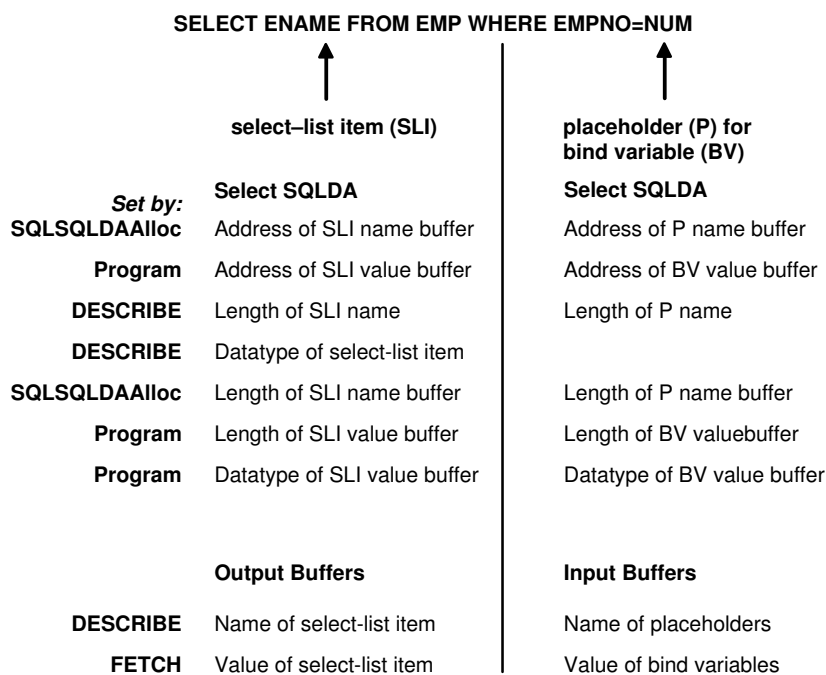 SELECT ENAME FROM EMP WHERE EMPNO=NUM
select–list item (SLI)
placeholder (P) for
bind variable (BV)
Set by:
Select SQLDA
Select SQLDA
SQLSQLDAAlloc Address of SLI name buffer Address of P name buffer
Program Address of SLI value buffer Address of BV value buffer
DESCRIBE Length of SLI name Length of P name
DESCRIBE Datatype of select-list item
SQLSQLDAAlloc Length of SLI name buffer Length of P name buffer
Program Length of SLI value buffer Length of BV valuebuffer
Program Datatype of SLI value buffer Datatype of BV value buffer
Output Buffers Input Buffers
DESCRIBE Name of select-list item Name of placeholders
FETCH Value of select-list item Value of bind variables